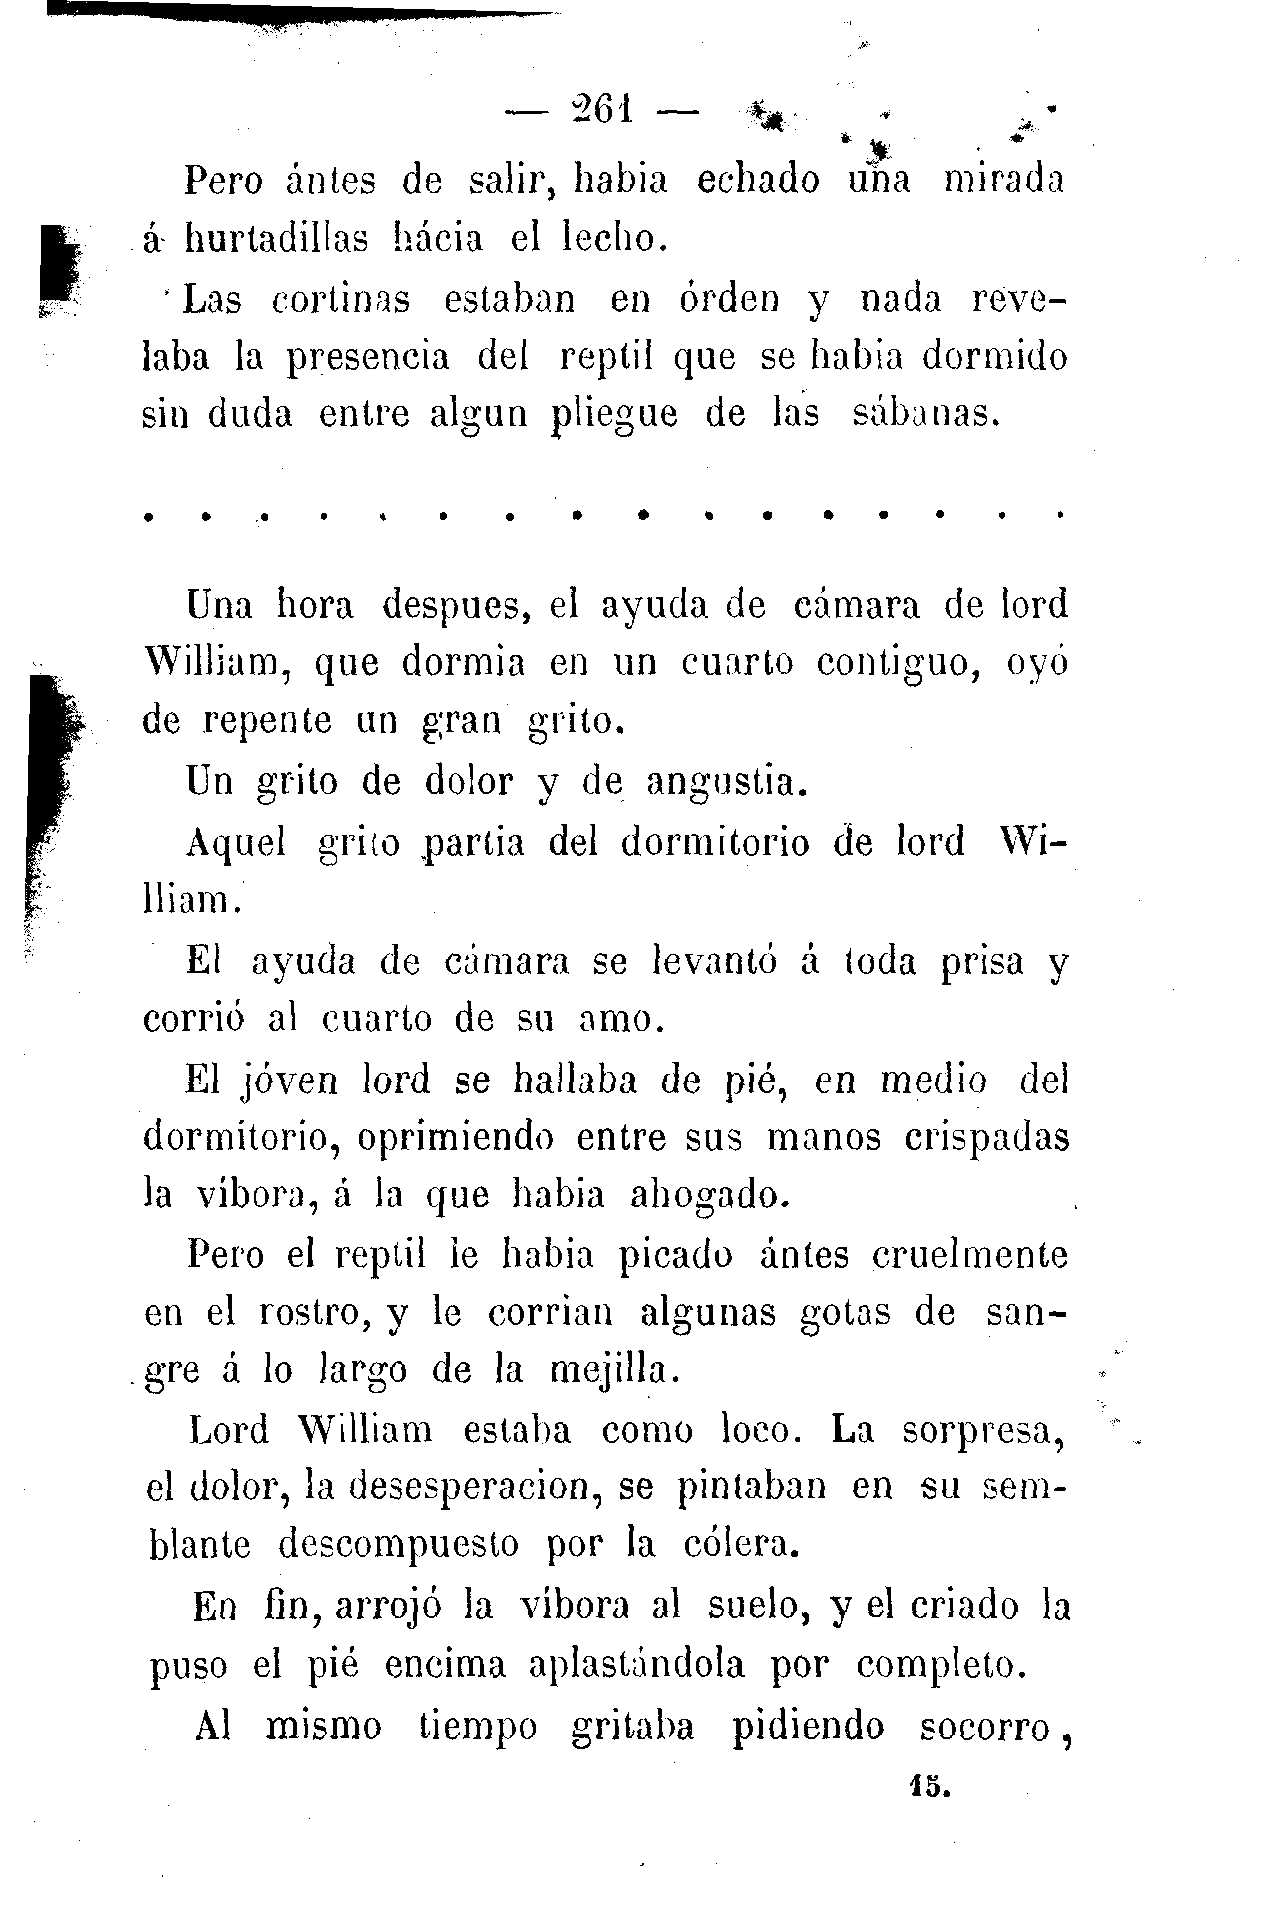 — 261 —
Pero ántes de salir, habia echado una mirada
á hurtadillas hácia el lecho.
Las cortinas estaban en órden y nada reve-
laba la presencia del reptil que se habia dormido
sin duda entre algun pliegue de las sábanas.
. . . . . . . . . . . . . . . .
Una hora despues, el ayuda de cámara de lord
William, que dormia en un cuarto contiguo, oyó
de repente un gran grito.
Un grito de dolor y de angustia.
Aquel grito partia del dormitorio de lord Wi-
lliam.
El ayuda de cámara se levantó á toda prisa y
corrió al cuarto de su amo.
El jóven lord se hallaba de pié, en medio del
dormitorio, oprimiendo entre sus manos crispadas
la víbora, á la que habia ahogado.
Pero el reptil le habia picado ántes cruelmente
en el rostro, y le corrian algunas gotas de san-
gre á lo largo de la mejilla.
Lord William estaba como loco. La sorpresa,
el dolor, la desesperacion, se pintaban en su sem-
blante descompuesto por la cólera.
En fin, arrojó la víbora al suelo, y el criado la
puso el pié encima aplastándola por completo.
Al mismo tiempo gritaba pidiendo socorro,
15.